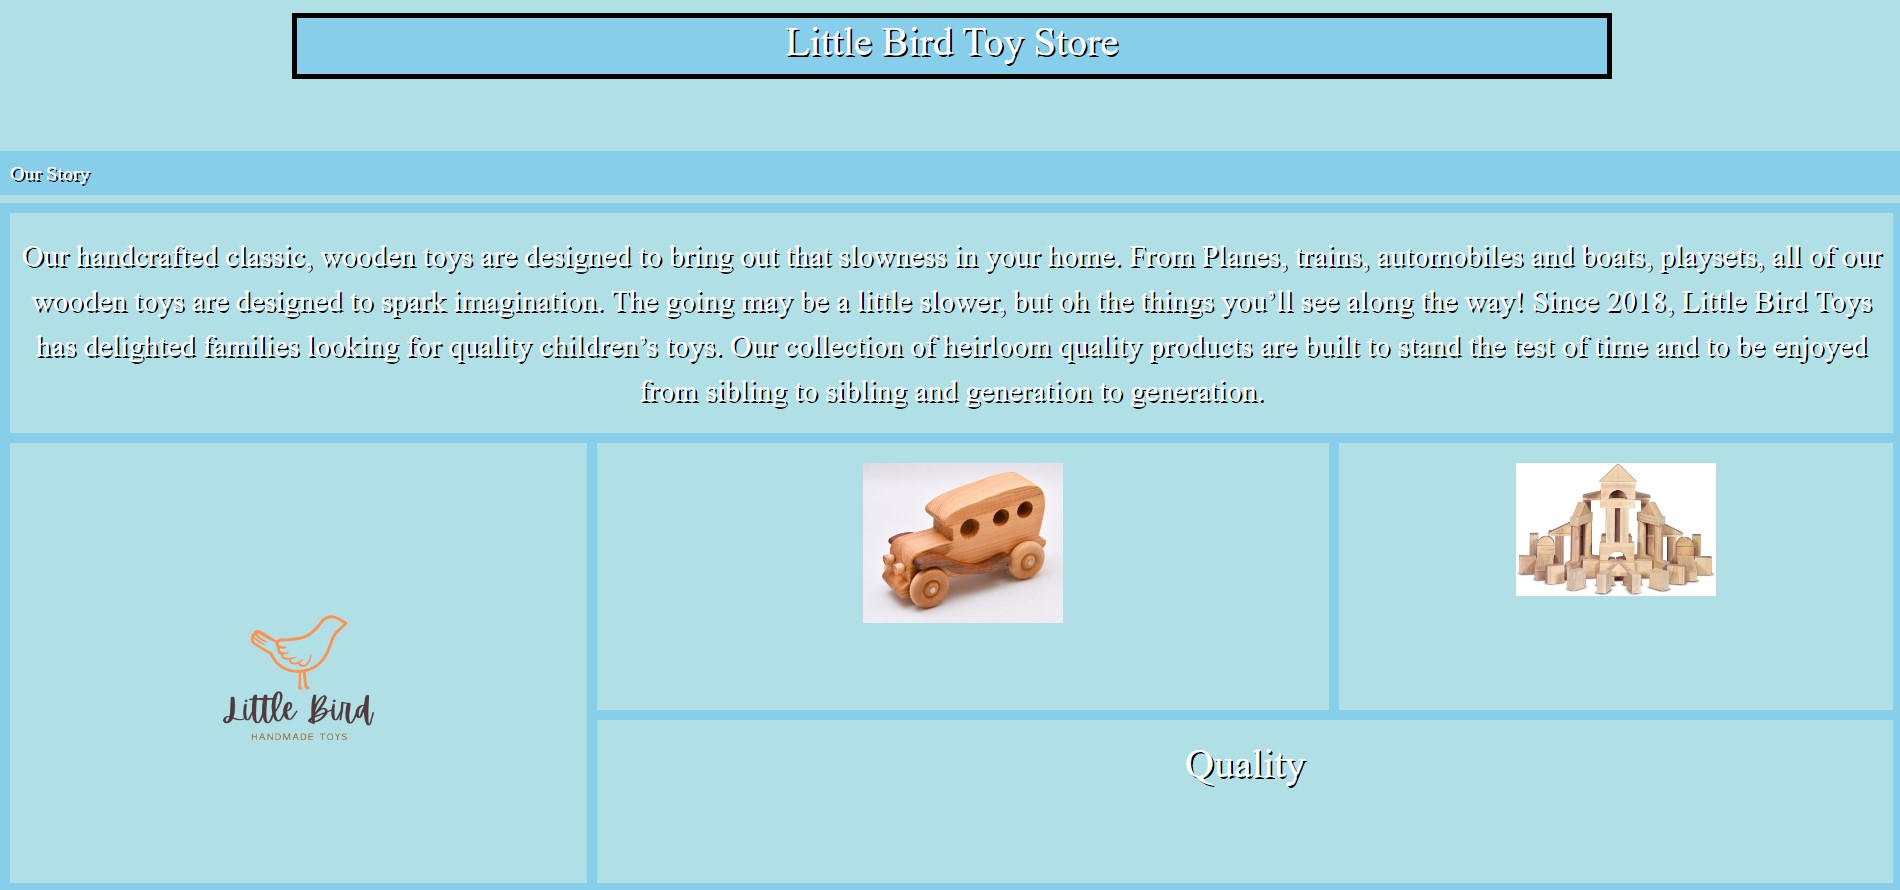 Little Bird Toy Store
Our Story
Our handcrafted classic, wooden toys are designed to bring out that slowness in your home. From Planes, trains, automobiles and boats, playsets, all of our
wooden toys are designed to spark imagination. The going may be a little slower, but oh the things you’ll see along the way! Since 2018, Little Bird Toys
has delighted families looking for quality children’s toys. Our collection of heirloom quality products are built to stand the test of time and to be enjoyed
from sibling to sibling and generation to generation.
Little Bird
HANDMADE TOYS
Quality